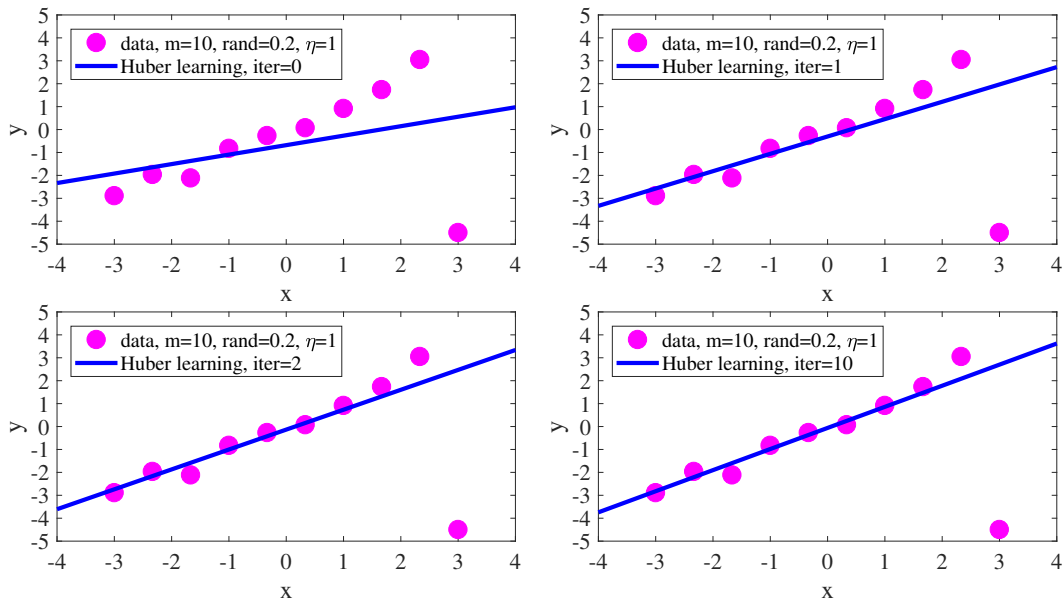 5
4
3
2
1
0
-1
-2
-3
-4
-5
y
data, m=10, rand=0.2, η=1
Huber learning, iter=0
-4 -3 -2 -1 0 1 2 3 4
x
5
4
3
2
1
0
-1
-2
-3
-4
-5
y
data, m=10, rand=0.2, η=1
Huber learning, iter=1
-4 -3 -2 -1 0 1 2 3 4
x
5
4
3
2
1
0
-1
-2
-3
-4
-5
y
data, m=10, rand=0.2, η=1
Huber learning, iter=2
-4 -3 -2 -1 0 1 2 3 4
x
5
4
3
2
1
0
-1
-2
-3
-4
-5
y
data, m=10, rand=0.2, η=1
Huber learning, iter=10
-4 -3 -2 -1 0 1 2 3 4
x